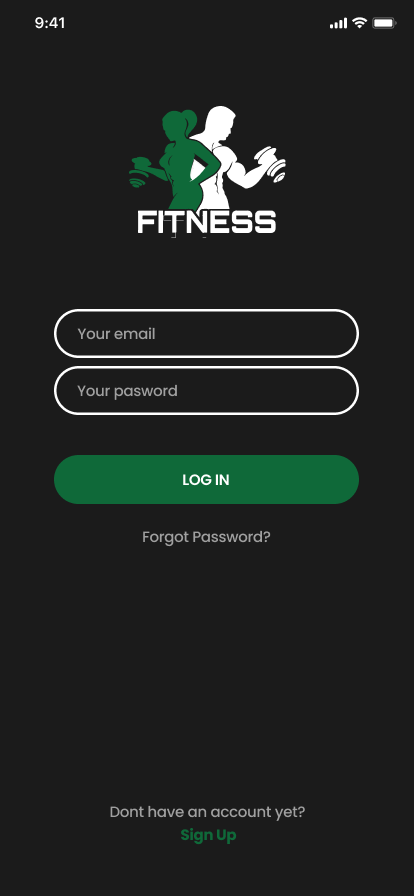 9:41
FITNESS
Your email
Your pasword
LOG IN
Forgot Password?
Dont have an account yet?
Sign Up